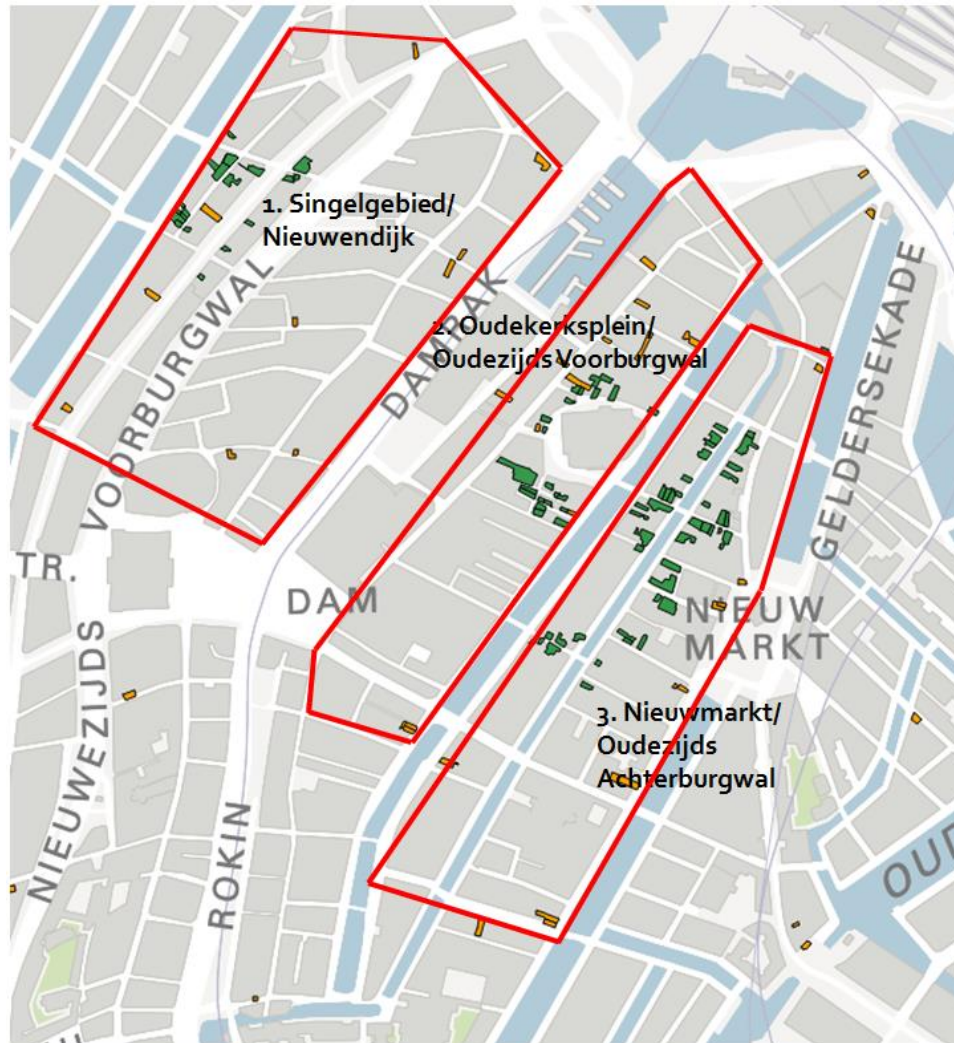 1. Singelgebied/
Nieuwendijk
VOORBURGWAL
DAMRAK
2. Oudekerksplein/
Oudezijds Voorburgwal
GELDERSEKADE
TR.
DAM
NIEUW
MARKT
NIEUWEZIJDS
3. Nieuwmarkt/
Oudezijds
Achterburgwal
ROKIN
OUD